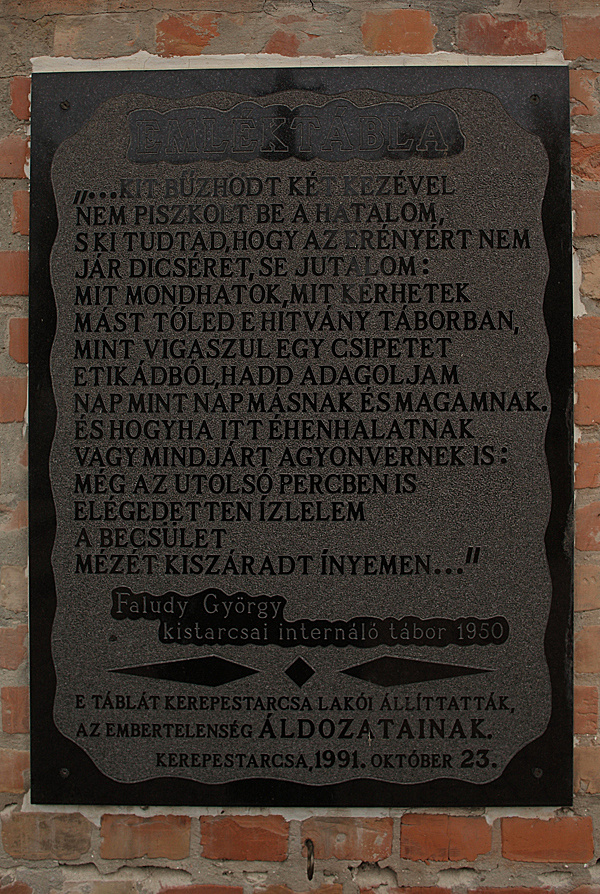 EMLÉKTÁBLA
„...KIT BŰZHÖDT KÉT KEZÉVEL
NEM PISZKOLT BE A HATALOM,
S KI TUDTAD, HOGY AZ ERÉNYÉRT NEM
JÁR DICSÉRET, SE JUTALOM:
MIT MONDHATOK, MIT KÉRHETEK
MÁST TŐLED E HITVÁNY TÁBORBAN,
MINT VIGASZUL EGY CSIPETET
ETIKÁDBÓL, HADD ADAGOLJAM
NAP MINT NAP MÁSNAK ÉS MAGAMNAK.
ÉS HOGYHA ITT ÉHENHALATNAK
VAGY MINDJÁRT AGYONVERNEK IS:
MÉG AZ UTOLSÓ PERCBEN IS
ELÉGEDETTEN ÍZLELEM
A BECSÜLET
MÉZÉT KISZÁRADT ÍNYEMEN..."
Faludy György
kistarcsai internáló tábor 1950
E TÁBLÁT KEREPESTARCSA LAKÓI ÁLLÍTTATTÁK,
AZ EMBERTELENSÉG ÁLDOZATAINAK.
KEREPESTARCSA, 1991. OKTÓBER 23.